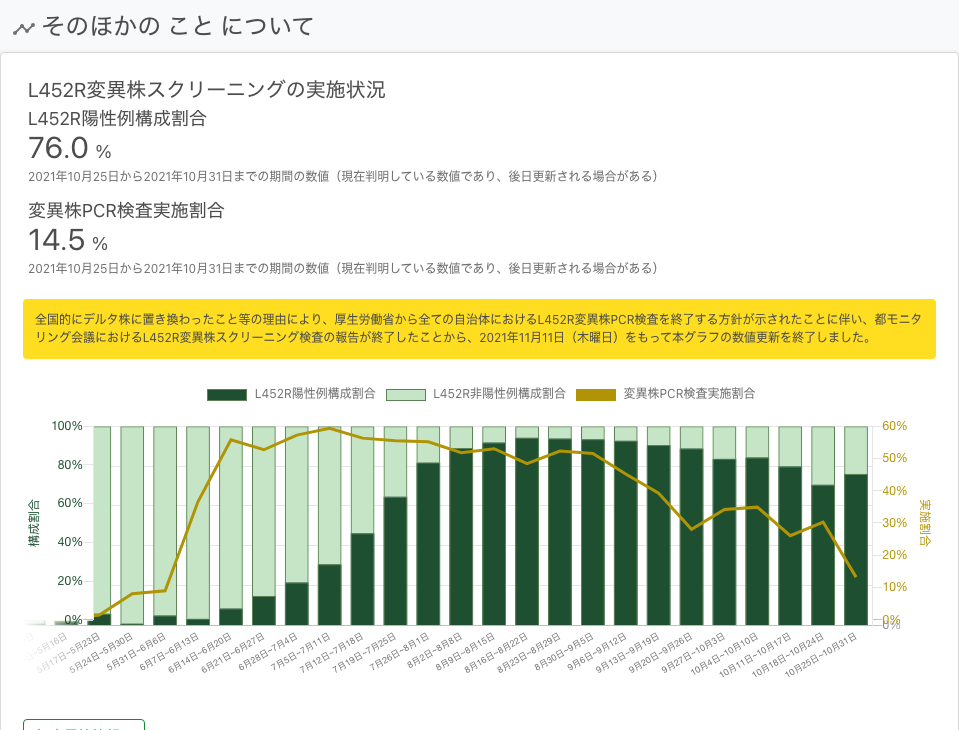 そのほかの こと に ついて
L452R変異株スクリーニングの実施状況
L452R陽性例構成割合
76.0 %
2021年10月25日から2021年10月31日までの期間の数値（現在判明している数値であり、後日更新される場合がある）
変異株PCR検査実施割合
14.5 %
2021年10月25日から2021年10月31日までの期間の数値（現在判明している数値であり、後日更新される場合がある）
全国的にデルタ株に置き換わったこと等の理由により、厚生労働省から全ての自治体におけるL452R変異株PCR検査を終了する方針が示されたことに伴い、都モニタ
リング会議におけるL452R変異株スクリーニング検査の報告が終了したことから、2021年11月11日（木曜日）をもって本グラフの数値更新を終了しました。
L452R陽性例構成割合 L452R非陽性例構成割合 変異株PCR検査実施割合
100%
80%
60%
40%
20%
0%
構成割合
60%
50%
40%
30%
20%
10%
0%
0%
実施割合
5月17日~5月23日
5月24日~5月30日
5月31日~6月6日
6月7日~6月13日
6月14日~6月20日
6月21日~6月27日
6月28日~7月4日
7月5日~7月11日
7月12日~7月18日
7月19日~7月25日
7月26日~8月1日
8月2日~8月8日
8月9日~8月15日
8月16日~8月22日
8月23日~8月29日
8月30日~9月5日
9月6日~9月12日
9月13日~9月19日
9月20日~9月26日
9月27日~10月3日
10月4日~10月10日
10月11日~10月17日
10月18日~10月24日
10月25日~10月31日